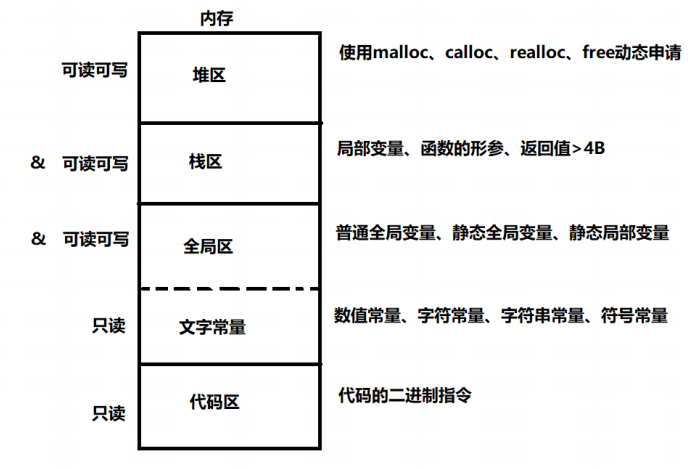 内存
可读可写 堆区 使用malloc、calloc、realloc、free动态申请
& 可读可写 栈区 局部变量、函数的形参、返回值>4B
& 可读可写 全局区 普通全局变量、静态全局变量、静态局部变量
只读 文字常量 数值常量、字符常量、字符串常量、符号常量
只读 代码区 代码的二进制指令